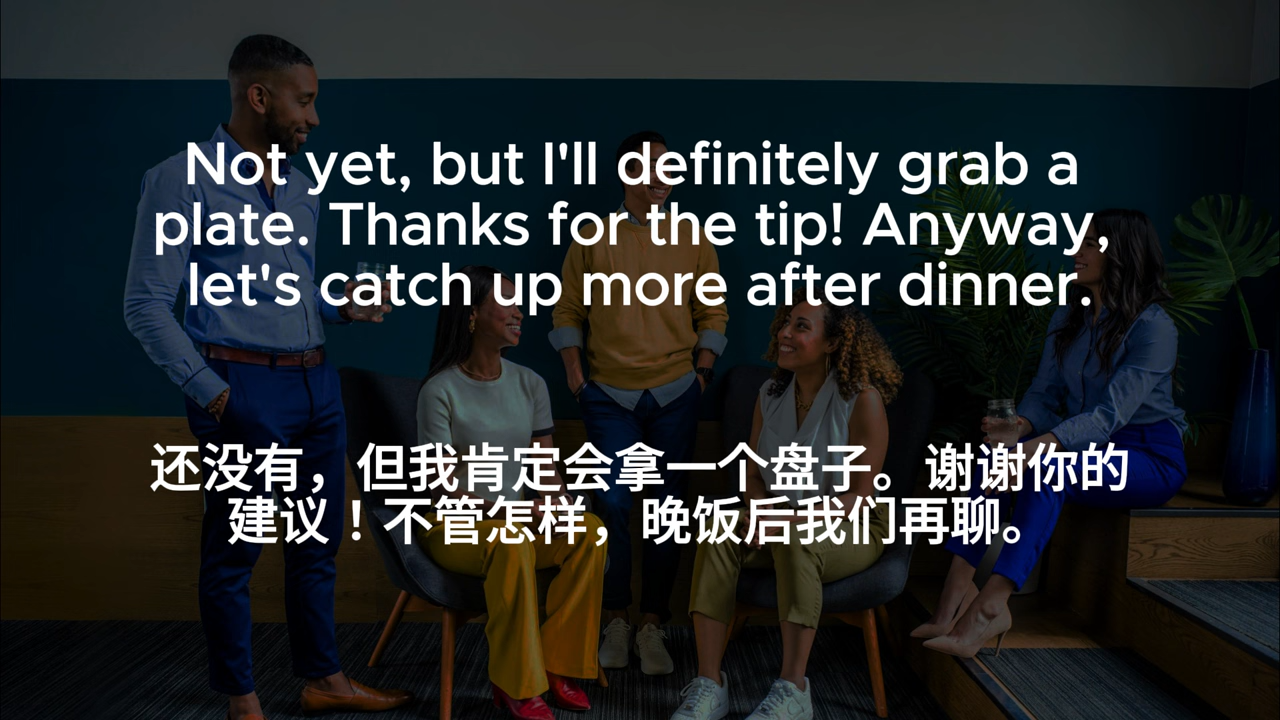 Not yet, but I'll definitely grab a
plate. Thanks for the tip! Anyway,
let's catch up more after dinner.
还没有，但我肯定会拿一个盘子。谢谢你的
建议！不管怎样，晚饭后我们再聊。